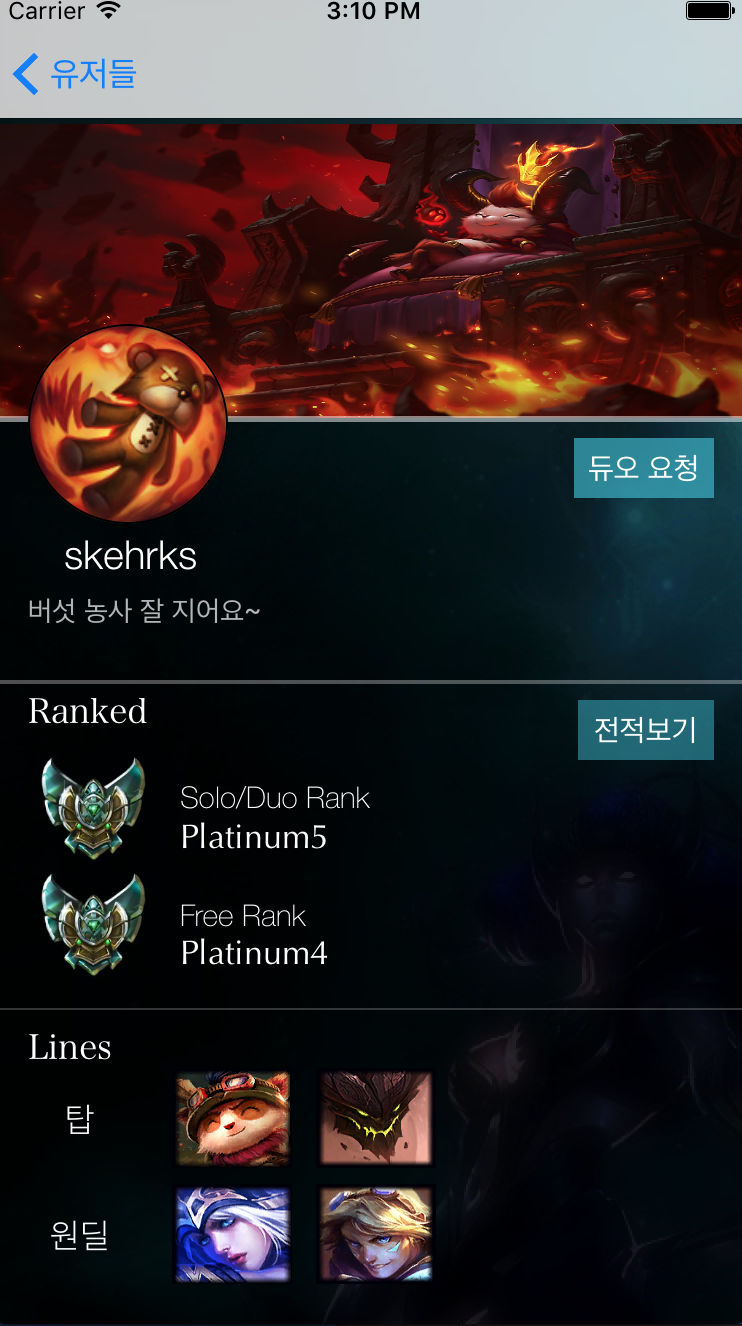 Carrier 3:10 PM
유저들
듀오 요청
skehrks
버섯 농사 잘 지어요~
Ranked
전적보기
Solo/Duo Rank
Platinum5
Free Rank
Platinum4
Lines
탑
원딜